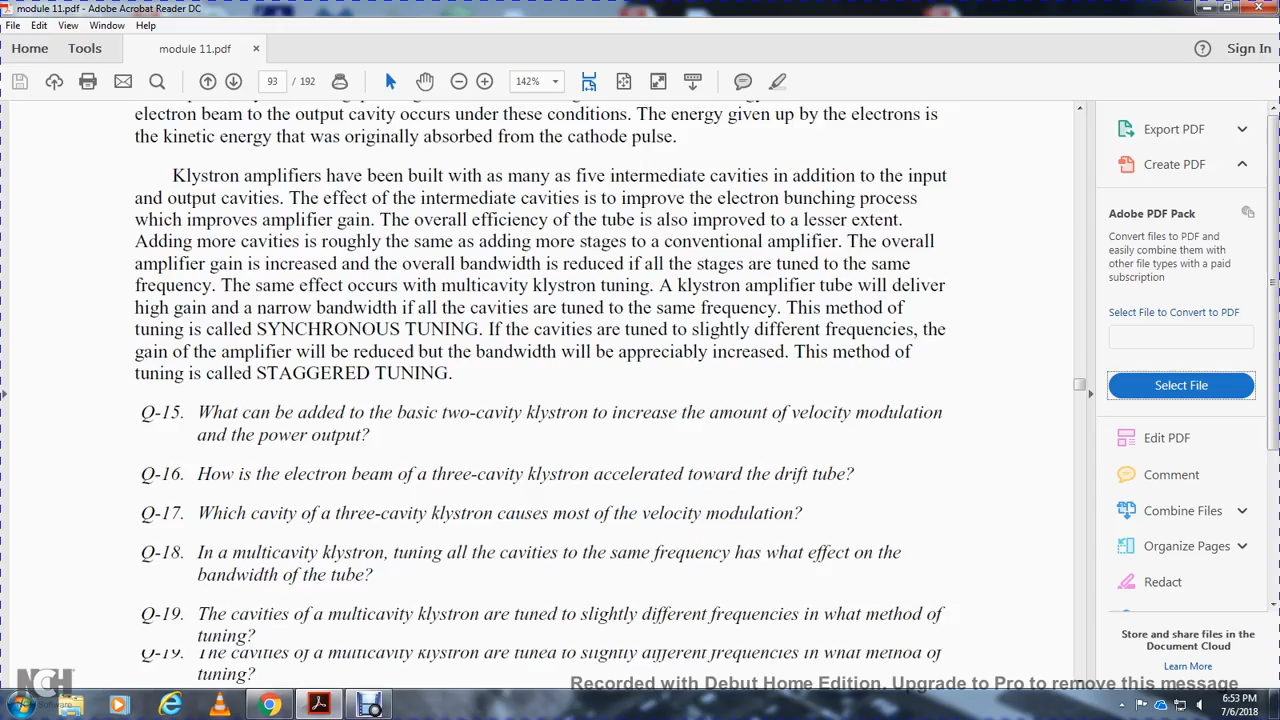 module 11.pdf - Adobe Acrobat Reader DC
File Edit View Window Help
Home Tools module 11.pdf × Sign In
93 / 192 142%
electron beam to the output cavity occurs under these conditions. The energy given up by the electrons is
the kinetic energy that was originally absorbed from the cathode pulse.
Klystron amplifiers have been built with as many as five intermediate cavities in addition to the input
and output cavities. The effect of the intermediate cavities is to improve the electron bunching process
which improves amplifier gain. The overall efficiency of the tube is also improved to a lesser extent.
Adding more cavities is roughly the same as adding more stages to a conventional amplifier. The overall
amplifier gain is increased and the overall bandwidth is reduced if all the stages are tuned to the same
frequency. The same effect occurs with multicavity klystron tuning. A klystron amplifier tube will deliver
high gain and a narrow bandwidth if all the cavities are tuned to the same frequency. This method of
tuning is called SYNCHRONOUS TUNING. If the cavities are tuned to slightly different frequencies, the
gain of the amplifier will be reduced but the bandwidth will be appreciably increased. This method of
tuning is called STAGGERED TUNING.
Q-15. What can be added to the basic two-cavity klystron to increase the amount of velocity modulation
and the power output?
Q-16. How is the electron beam of a three-cavity klystron accelerated toward the drift tube?
Q-17. Which cavity of a three-cavity klystron causes most of the velocity modulation?
Q-18. In a multicavity klystron, tuning all the cavities to the same frequency has what effect on the
bandwidth of the tube?
Q-19. The cavities of a multicavity klystron are tuned to slightly different frequencies in what method of
tuning?
Q-19. The cavities of a multicavity klystron are tuned to slightly different frequencies in what method of
tuning?
Export PDF
Create PDF
Adobe PDF Pack
Convert files to PDF and
easily combine them with
other file types with a paid
subscription
Select File to Convert to PDF
Select File
Edit PDF
Comment
Combine Files
Organize Pages
Redact
Store and share files in the
Document Cloud
Learn More
NCH
Software
Recorded with Debut Home Edition. Upgrade to Pro to remove this message
6:53 PM
7/6/2018